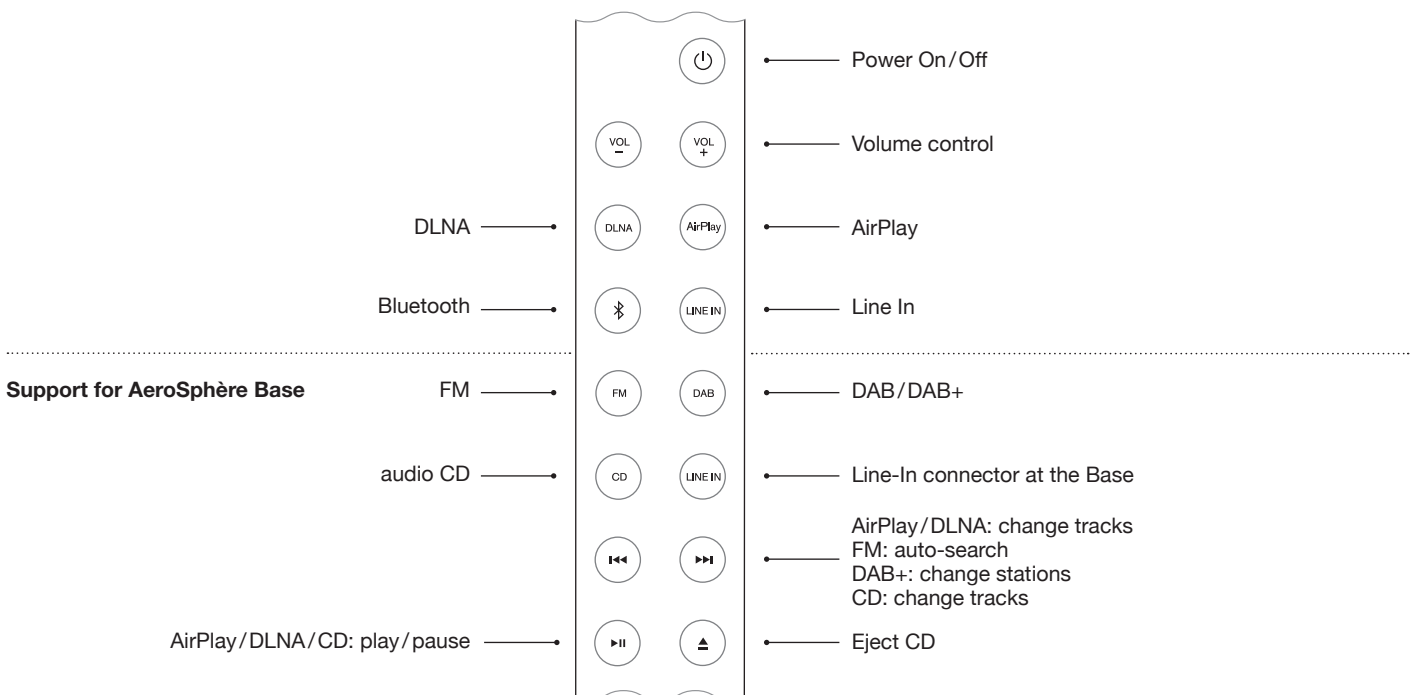 Power On/Off
VOL − VOL +
Volume control
DLNA
DLNA
AirPlay
AirPlay
Bluetooth
LINE IN
Line In
Support for AeroSphère Base
FM
FM
DAB
DAB/DAB+
audio CD
CD
LINE IN
Line-In connector at the Base
AirPlay/DLNA: change tracks
FM: auto-search
DAB+: change stations
CD: change tracks
AirPlay/DLNA/CD: play/pause
Eject CD